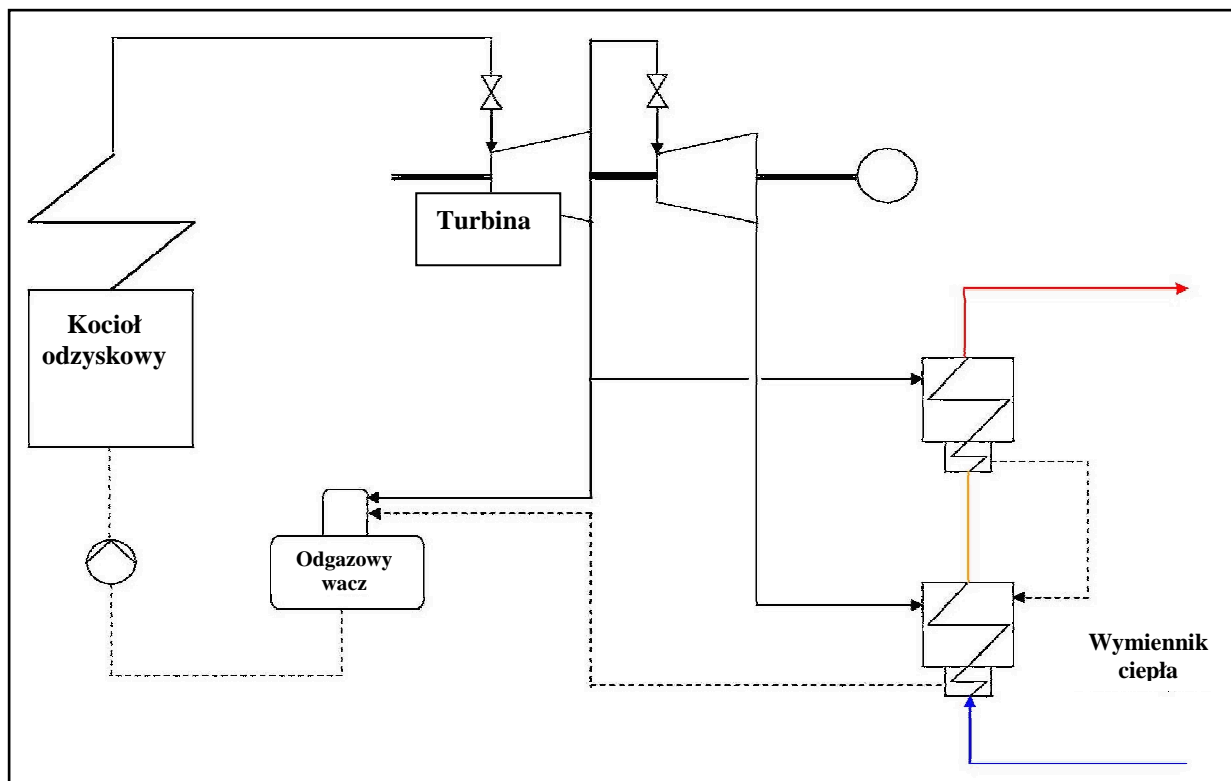 Turbina
Kocioł
odzyskowy
Odgazowy
wacz
Wymiennik
ciepła